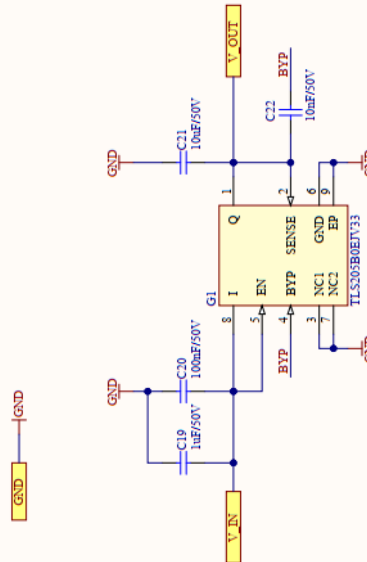 GND
GND
V_IN
C19
1uF/50V
GND
C20
100nF/50V
BYP
GND
G1
8
5
4
3
7
I
EN
BYP
NC1
NC2
Q
SENSE
GND
EP
TLS205B0EJV33
1
2
6
9
GND
GND
C21
10nF/50V
C22
10nF/50V
BYP
V_OUT